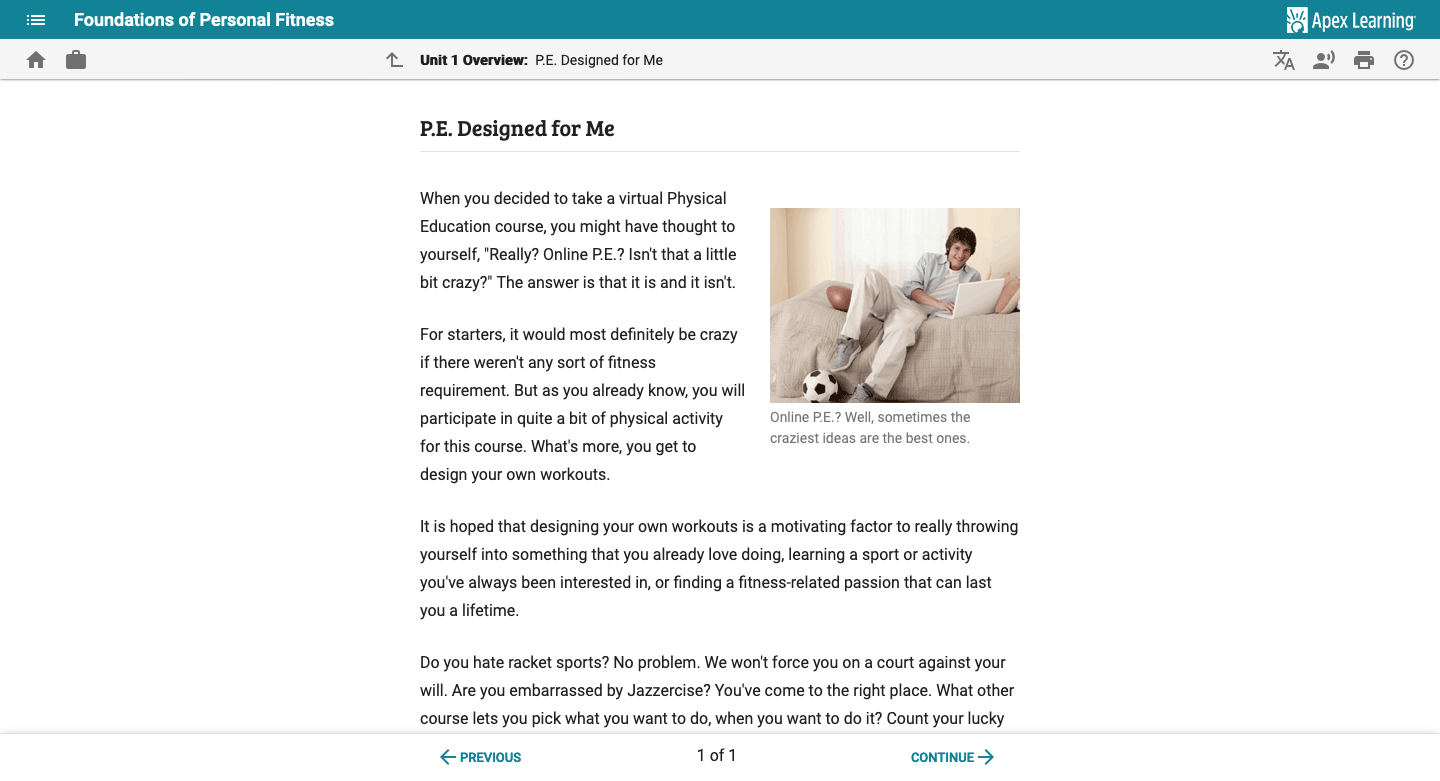 Foundations of Personal Fitness
Apex Learning
Unit 1 Overview: P.E. Designed for Me
P.E. Designed for Me
When you decided to take a virtual Physical
Education course, you might have thought to
yourself, "Really? Online P.E.? Isn't that a little
bit crazy?" The answer is that it is and it isn't.
For starters, it would most definitely be crazy
if there weren't any sort of fitness
requirement. But as you already know, you will
participate in quite a bit of physical activity
for this course. What's more, you get to
design your own workouts.
Online P.E.? Well, sometimes the
craziest ideas are the best ones.
It is hoped that designing your own workouts is a motivating factor to really throwing
yourself into something that you already love doing, learning a sport or activity
you've always been interested in, or finding a fitness-related passion that can last
you a lifetime.
Do you hate racket sports? No problem. We won't force you on a court against your
will. Are you embarrassed by Jazzercise? You've come to the right place. What other
course lets you pick what you want to do, when you want to do it? Count your lucky
PREVIOUS
1 of 1
CONTINUE